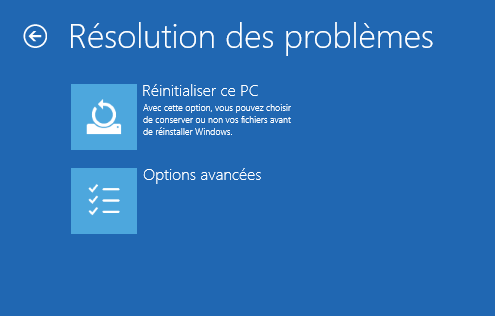 Résolution des problèmes
Réinitialiser ce PC
Avec cette option, vous pouvez choisir
de conserver ou non vos fichiers avant
de réinstaller Windows.
Options avancées